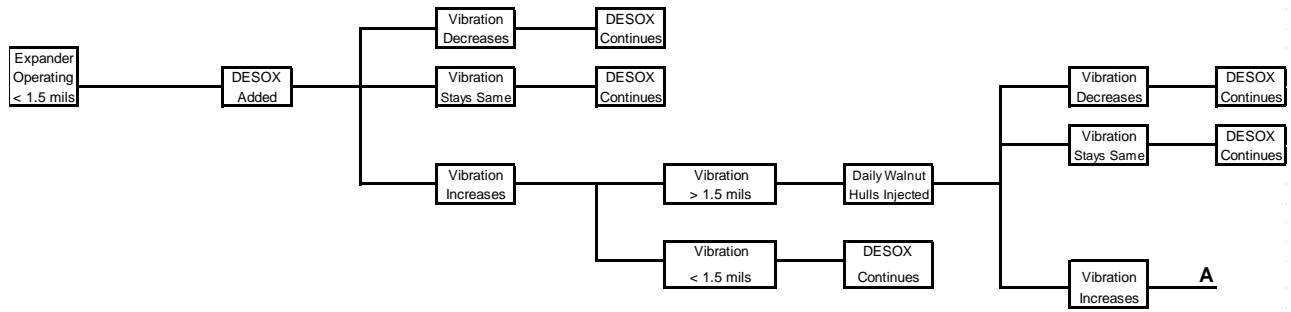 Expander
Operating
< 1.5 mils
DESOX
Added
Vibration
Decreases
DESOX
Continues
Vibration
Stays Same
DESOX
Continues
Vibration
Increases
Vibration
> 1.5 mils
Daily Walnut
Hulls Injected
Vibration
< 1.5 mils
DESOX
Continues
Vibration
Decreases
DESOX
Continues
Vibration
Stays Same
DESOX
Continues
Vibration
Increases
A